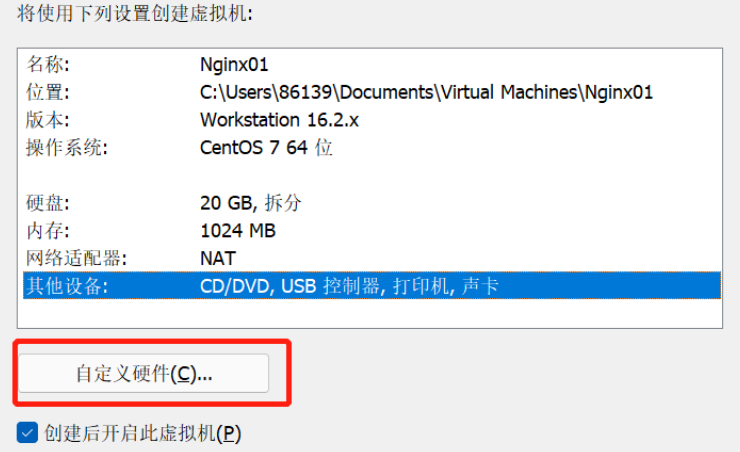 将使用下列设置创建虚拟机:
名称: Nginx01
位置: C:\Users\86139\Documents\Virtual Machines\Nginx01
版本: Workstation 16.2.x
操作系统: CentOS 7 64 位
硬盘: 20 GB, 拆分
内存: 1024 MB
网络适配器: NAT
其他设备: CD/DVD, USB 控制器, 打印机, 声卡
自定义硬件(C)...
创建后开启此虚拟机(P)